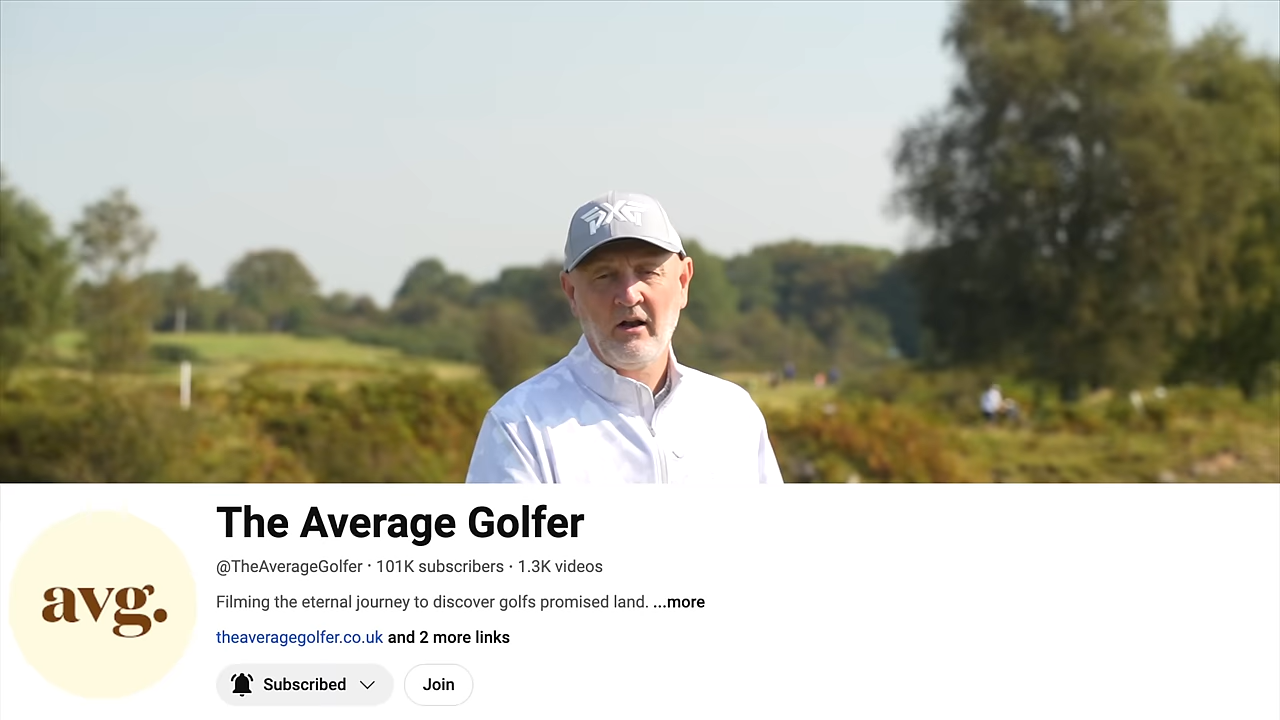 PXG
The Average Golfer
@TheAverageGolfer · 101K subscribers · 1.3K videos
Filming the eternal journey to discover golfs promised land. ...more
avg.
theaveragegolfer.co.uk and 2 more links
Subscribed
Join